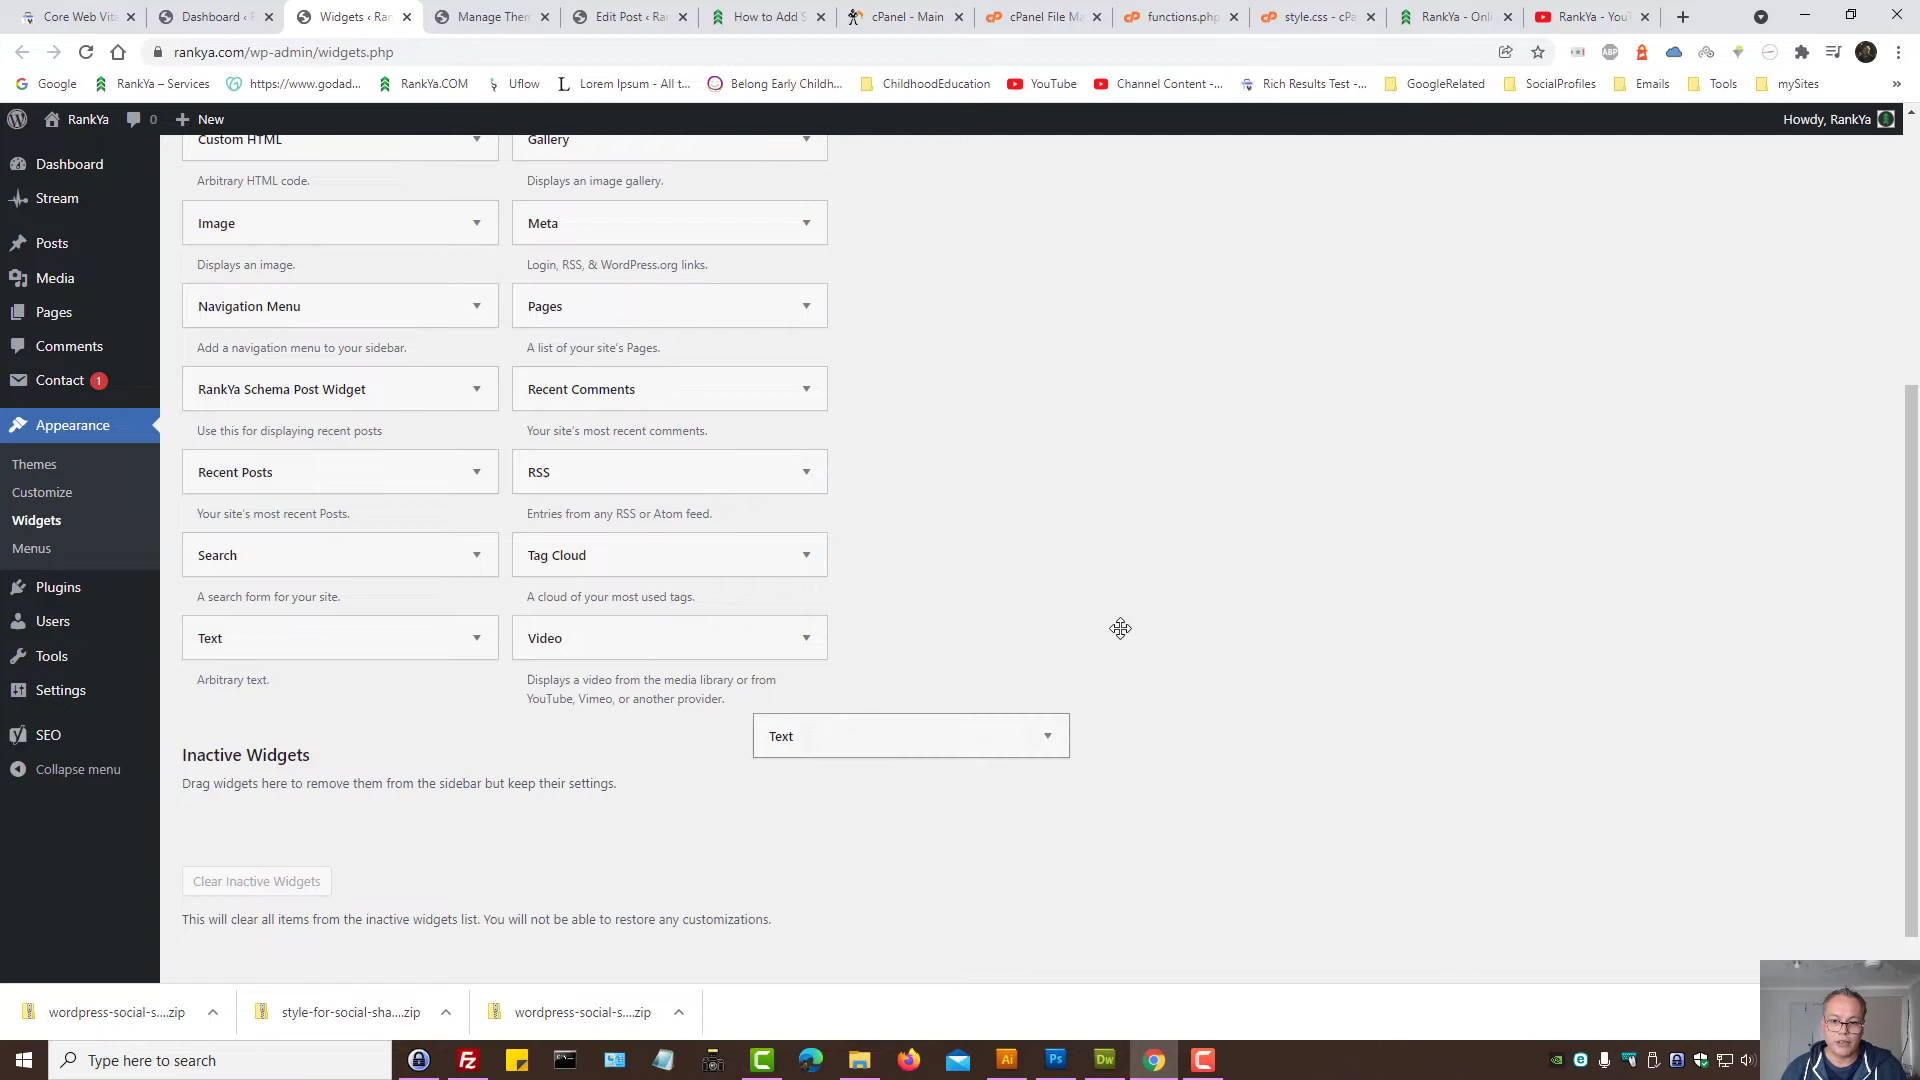 Core Web Vita
Dashboard ‹ F
Widgets ‹ Ran
Manage Them
Edit Post ‹ Ra
How to Add S
cPanel - Main
cPanel File Ma
functions.php
style.css - cPa
RankYa - Onli
RankYa - YouT
rankya.com/wp-admin/widgets.php
Google
RankYa – Services
https://www.godad...
RankYa.COM
Uflow
Lorem Ipsum - All t...
Belong Early Childh...
ChildhoodEducation
YouTube
Channel Content -...
Rich Results Test -...
GoogleRelated
SocialProfiles
Emails
Tools
mySites
»
RankYa
0
New
Howdy, RankYa
Dashboard
Stream
Posts
Media
Pages
Comments
Contact 1
Appearance
Themes
Customize
Widgets
Menus
Plugins
Users
Tools
Settings
SEO
Collapse menu
Custom HTML
Gallery
Arbitrary HTML code.
Displays an image gallery.
Image
Meta
Displays an image.
Login, RSS, & WordPress.org links.
Navigation Menu
Pages
Add a navigation menu to your sidebar.
A list of your site's Pages.
RankYa Schema Post Widget
Recent Comments
Use this for displaying recent posts
Your site's most recent comments.
Recent Posts
RSS
Your site's most recent Posts.
Entries from any RSS or Atom feed.
Search
Tag Cloud
A search form for your site.
A cloud of your most used tags.
Text
Video
Arbitrary text.
Displays a video from the media library or from
YouTube, Vimeo, or another provider.
Text
Inactive Widgets
Drag widgets here to remove them from the sidebar but keep their settings.
Clear Inactive Widgets
This will clear all items from the inactive widgets list. You will not be able to restore any customizations.
wordpress-social-s....zip
style-for-social-sha....zip
wordpress-social-s....zip
Type here to search
Fz
Ai
Ps
Dw